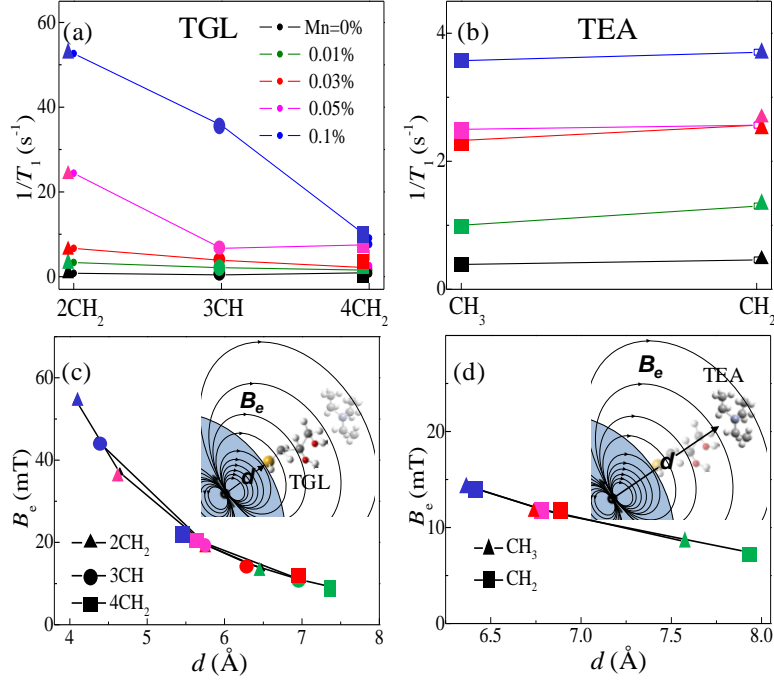 (a) TGL
Mn=0%
0.01%
0.03%
0.05%
0.1%
1/T₁ (s⁻¹)
60
40
20
0
2CH₂ 3CH 4CH₂
(b) TEA
1/T₁ (s⁻¹)
4
2
0
CH₃ CH₂
(c)
Bₑ
d
TGL
2CH₂
3CH
4CH₂
Bₑ (mT)
60
40
20
0
4 5 6 7 8
d (Å)
(d)
Bₑ
TEA
d
CH₃
CH₂
Bₑ (mT)
30
20
10
0
6.5 7.0 7.5 8.0
d (Å)